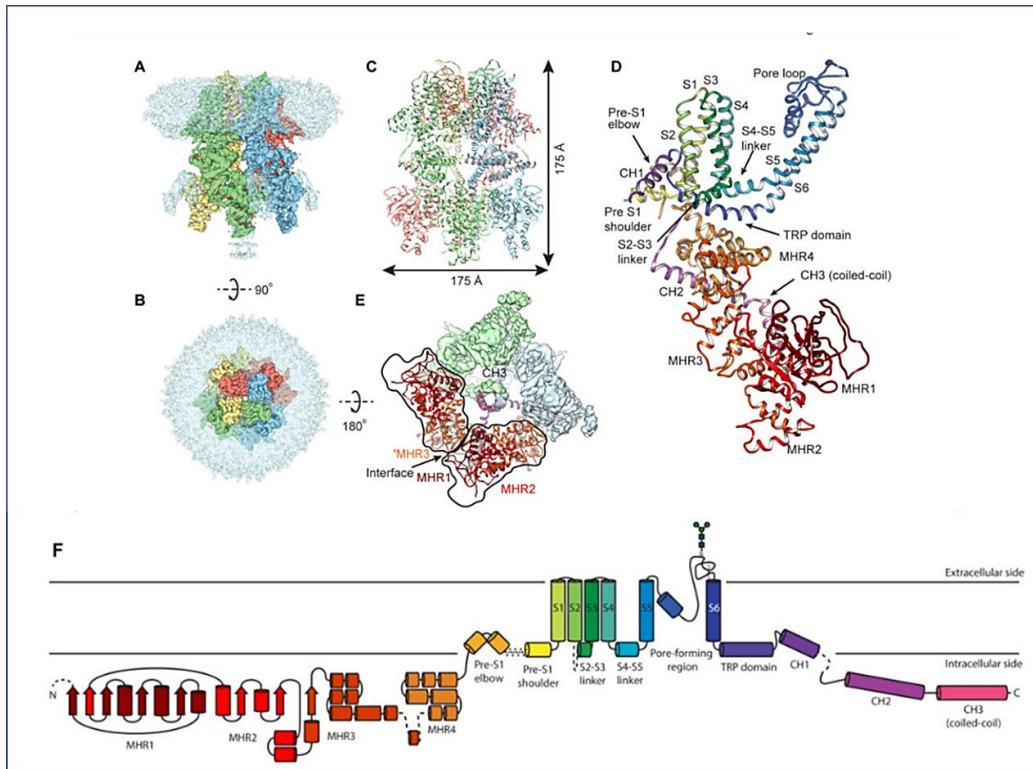 A
C
D
175 Å
175 Å
90°
B
E
180°
CH3
'MHR3
Interface
MHR1
MHR2
Pore loop
S1
S3
S4
S2
Pre-S1
elbow
CH1
S4-S5
linker
S5
S6
Pre S1
shoulder
S2-S3
linker
TRP domain
MHR4
CH2
CH3 (coiled-coil)
MHR3
MHR1
MHR2
F
Extracellular side
S1
S2
S3
S4
S5
S6
Intracellular side
N
MHR1
MHR2
MHR3
MHR4
Pre-S1
elbow
Pre-S1
shoulder
S2-S3
linker
S4-S5
linker
Pore-forming
region
TRP domain
CH1
CH2
CH3
(coiled-coil)
C